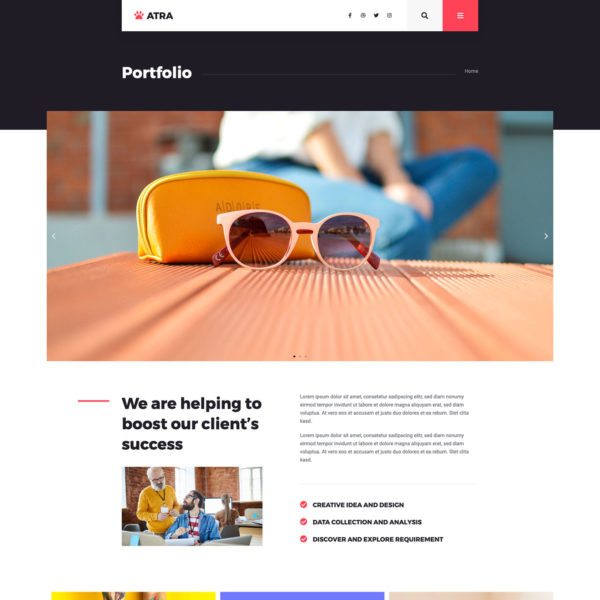 ATRA
Portfolio
Home
We are helping to
boost our client's
success
Lorem ipsum dolor sit amet, consetetur sadipscing elitr, sed diam nonumy
eirmod tempor invidunt ut labore et dolore magna aliquyam erat, sed diam
voluptua. At vero eos et accusam et justo duo dolores et ea rebum. Stet clita
kasd.
Lorem ipsum dolor sit amet, consetetur sadipscing elitr, sed diam nonumy
eirmod tempor invidunt ut labore et dolore magna aliquyam erat, sed diam
voluptua. At vero eos et accusam et justo duo dolores et ea rebum. Stet clita
kasd.
CREATIVE IDEA AND DESIGN
DATA COLLECTION AND ANALYSIS
DISCOVER AND EXPLORE REQUIREMENT